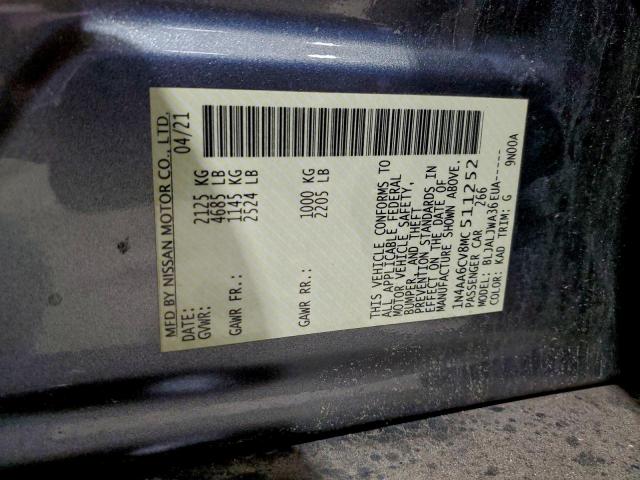 MFD BY NISSAN MOTOR CO., LTD.
DATE: 04/21
GVWR: 2125 KG
4685 LB
GAWR FR.: 1145 KG
2524 LB
GAWR RR.: 1000 KG
2205 LB
THIS VEHICLE CONFORMS TO
ALL APPLICABLE FEDERAL
MOTOR VEHICLE SAFETY,
BUMPER, AND THEFT
PREVENTION STANDARDS IN
EFFECT ON THE DATE OF
MANUFACTURE SHOWN ABOVE.
1N4AA6CV8MC511252
PASSENGER CAR 266
MODEL: BLJALJWA36EUA-----
COLOR: KAD TRIM: G 9N00A